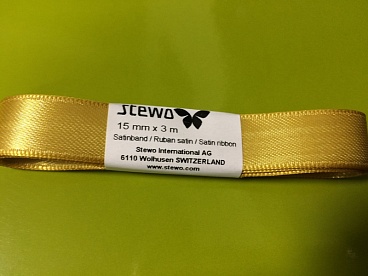 stewo
15 mm x 3 m
Satinband / Ruban satin / Satin ribbon
Stewo International AG
6110 Wolhusen SWITZERLAND
www.stewo.com